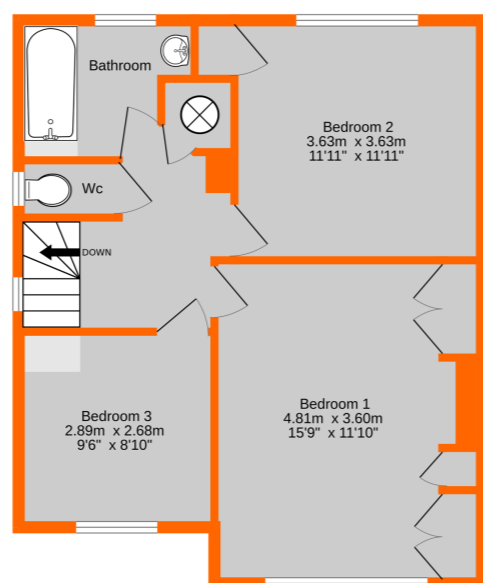 Bathroom
Bedroom 2
3.63m x 3.63m
11'11" x 11'11"
Wc
DOWN
Bedroom 3
2.89m x 2.68m
9'6" x 8'10"
Bedroom 1
4.81m x 3.60m
15'9" x 11'10"